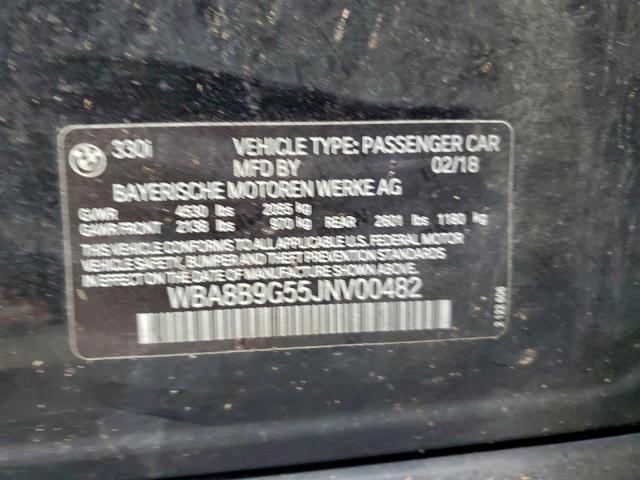 330i VEHICLE TYPE: PASSENGER CAR
MFD BY 02/18
BAYERISCHE MOTOREN WERKE AG
GVWR 4530 lbs 2055 kg
GAWR FRONT 2138 lbs 970 kg REAR 2601 lbs 1180 kg
THIS VEHICLE CONFORMS TO ALL APPLICABLE U.S. FEDERAL MOTOR
VEHICLE SAFETY, BUMPER AND THEFT PREVENTION STANDARDS
IN EFFECT ON THE DATE OF MANUFACTURE SHOWN ABOVE.
WBA8B9G55JNV00482